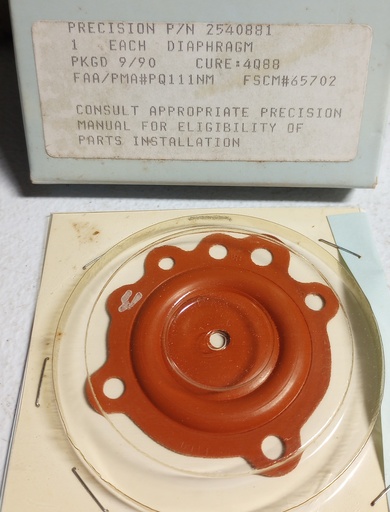 PRECISION P/N 2540881
1 EACH DIAPHRAGM
PKGD 9/90 CURE:4Q88
FAA/PMA#PQ111NM FSCM#65702
CONSULT APPROPRIATE PRECISION
MANUAL FOR ELIGIBILITY OF
PARTS INSTALLATION